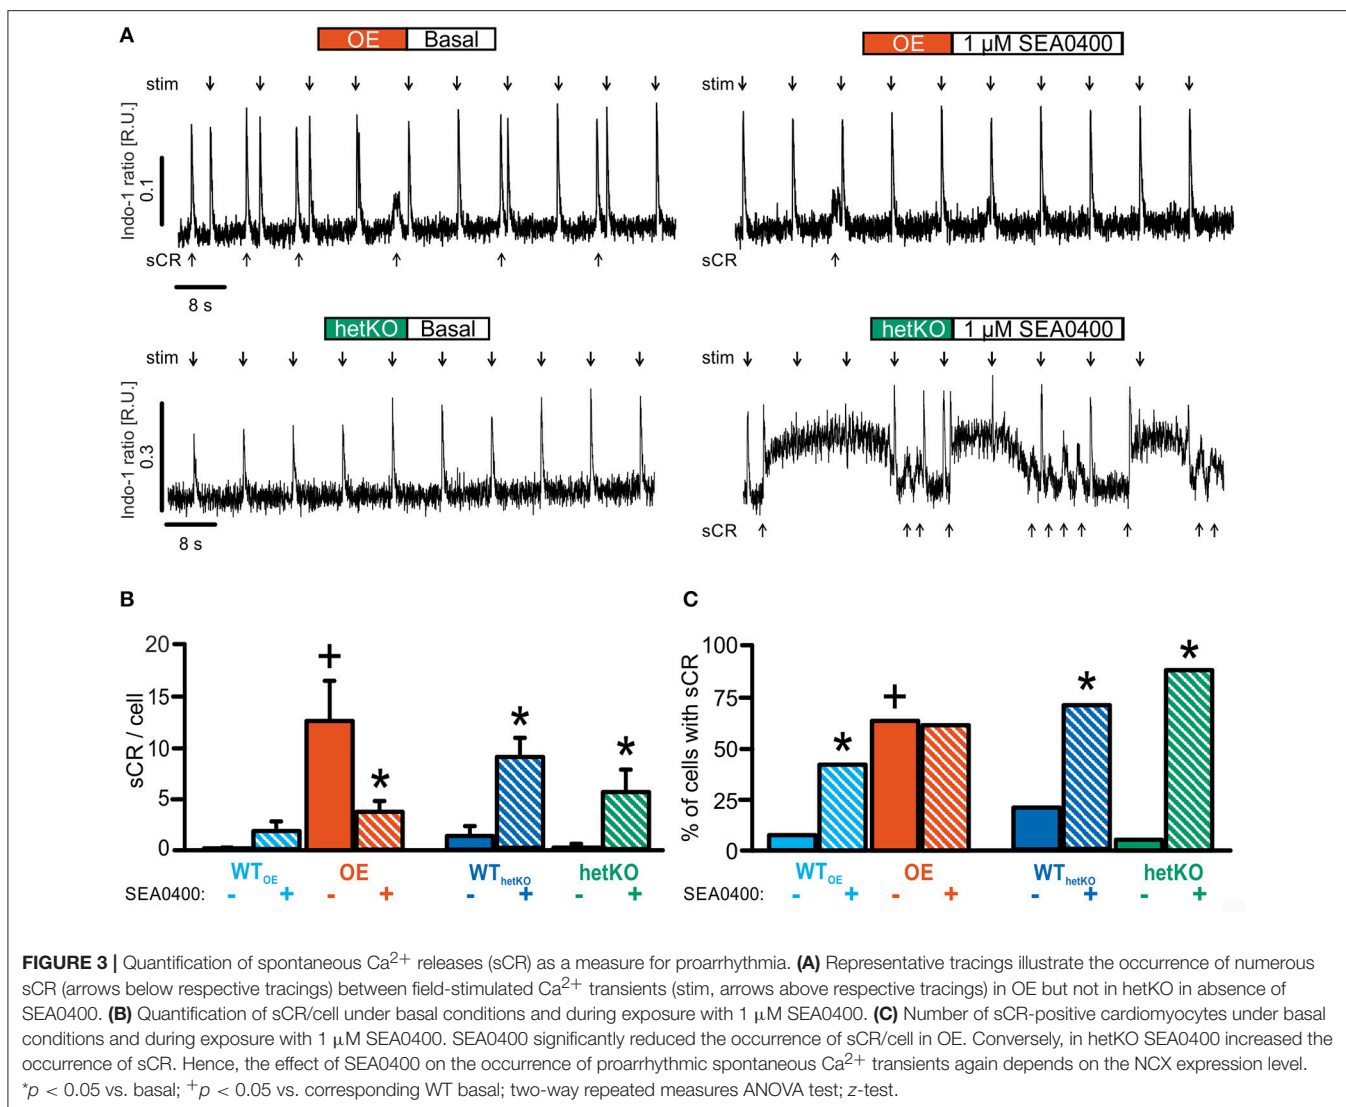 A
OE Basal
OE 1 µM SEA0400
stim
stim
Indo-1 ratio [R.U.]
0.1
sCR
sCR
8 s
hetKO Basal
hetKO 1 µM SEA0400
stim
Indo-1 ratio [R.U.]
0.3
8 s
sCR
B
sCR / cell
20
15
10
5
0
+
*
*
*
WTOE
OE
WThetKO
hetKO
SEA0400: - + - + - + - +
C
% of cells with sCR
100
75
50
25
0
*
+
*
*
WTOE
OE
WThetKO
hetKO
SEA0400: - + - + - + - +
FIGURE 3 | Quantification of spontaneous Ca2+ releases (sCR) as a measure for proarrhythmia. (A) Representative tracings illustrate the occurrence of numerous
sCR (arrows below respective tracings) between field-stimulated Ca2+ transients (stim, arrows above respective tracings) in OE but not in hetKO in absence of
SEA0400. (B) Quantification of sCR/cell under basal conditions and during exposure with 1 µM SEA0400. (C) Number of sCR-positive cardiomyocytes under basal
conditions and during exposure with 1 µM SEA0400. SEA0400 significantly reduced the occurrence of sCR/cell in OE. Conversely, in hetKO SEA0400 increased the
occurrence of sCR. Hence, the effect of SEA0400 on the occurrence of proarrhythmic spontaneous Ca2+ transients again depends on the NCX expression level.
*p < 0.05 vs. basal; +p < 0.05 vs. corresponding WT basal; two-way repeated measures ANOVA test; z-test.